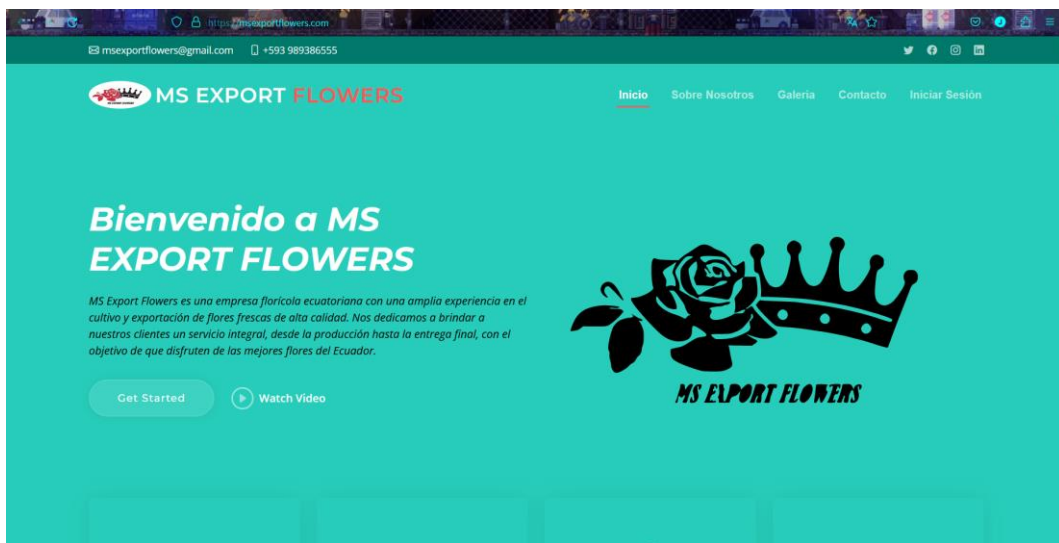 https://msexportflowers.com
msexportflowers@gmail.com +593 989386555
MS EXPORT FLOWERS
Inicio Sobre Nosotros Galeria Contacto Iniciar Sesión
Bienvenido a MS
EXPORT FLOWERS
MS Export Flowers es una empresa florícola ecuatoriana con una amplia experiencia en el
cultivo y exportación de flores frescas de alta calidad. Nos dedicamos a brindar a
nuestros clientes un servicio integral, desde la producción hasta la entrega final, con el
objetivo de que disfruten de las mejores flores del Ecuador.
Get Started Watch Video
MS EXPORT FLOWERS